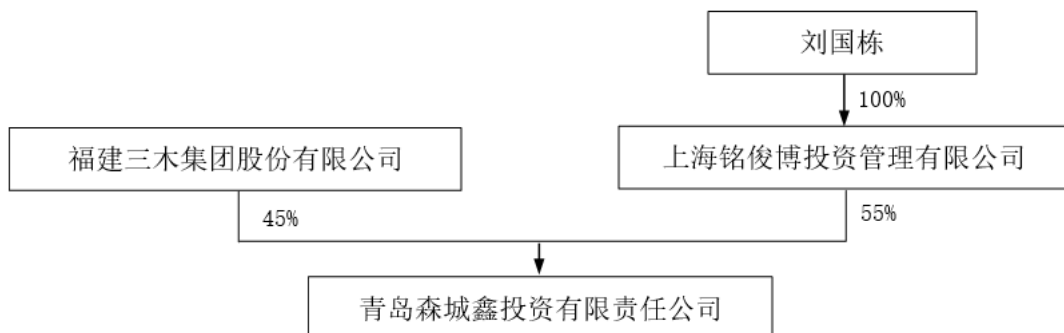 刘国栋
100%
福建三木集团股份有限公司
上海铭俊博投资管理有限公司
45%
55%
青岛森城鑫投资有限责任公司